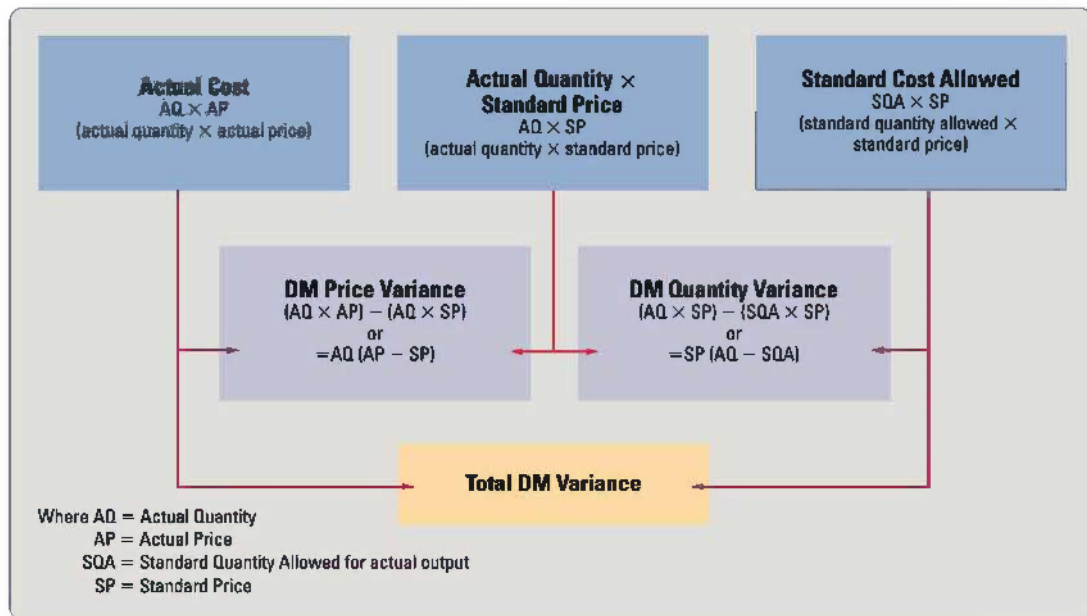 Actual Cost
AQ × AP
(actual quantity × actual price)
Actual Quantity ×
Standard Price
AQ × SP
(actual quantity × standard price)
Standard Cost Allowed
SQA × SP
(standard quantity allowed ×
standard price)
DM Price Variance
(AQ × AP) − (AQ × SP)
or
=AQ (AP − SP)
DM Quantity Variance
(AQ × SP) − (SQA × SP)
or
=SP (AQ − SQA)
Total DM Variance
Where AQ = Actual Quantity
AP = Actual Price
SQA = Standard Quantity Allowed for actual output
SP = Standard Price